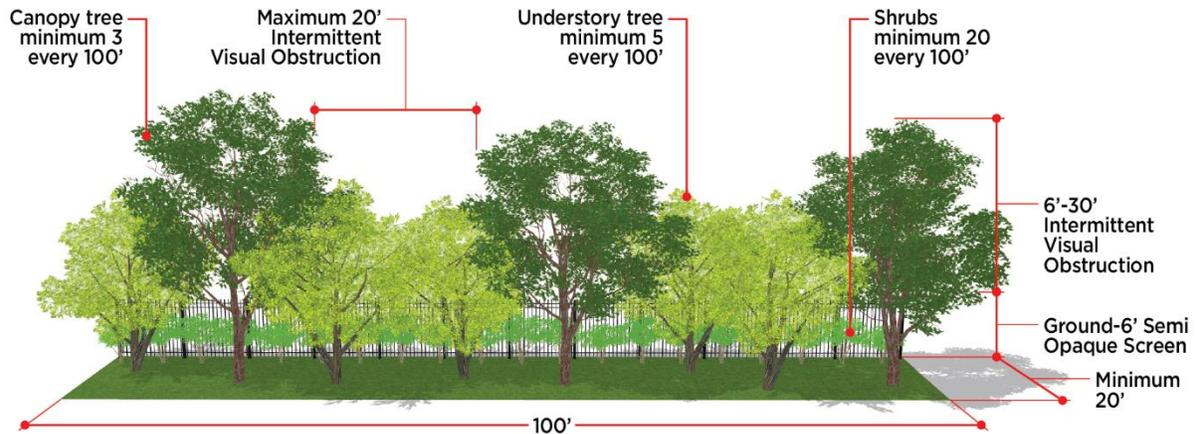 Canopy tree
minimum 3
every 100’
Maximum 20’
Intermittent
Visual Obstruction
Understory tree
minimum 5
every 100’
Shrubs
minimum 20
every 100’
6’-30’
Intermittent
Visual
Obstruction
Ground-6’ Semi
Opaque Screen
Minimum
20’
100’